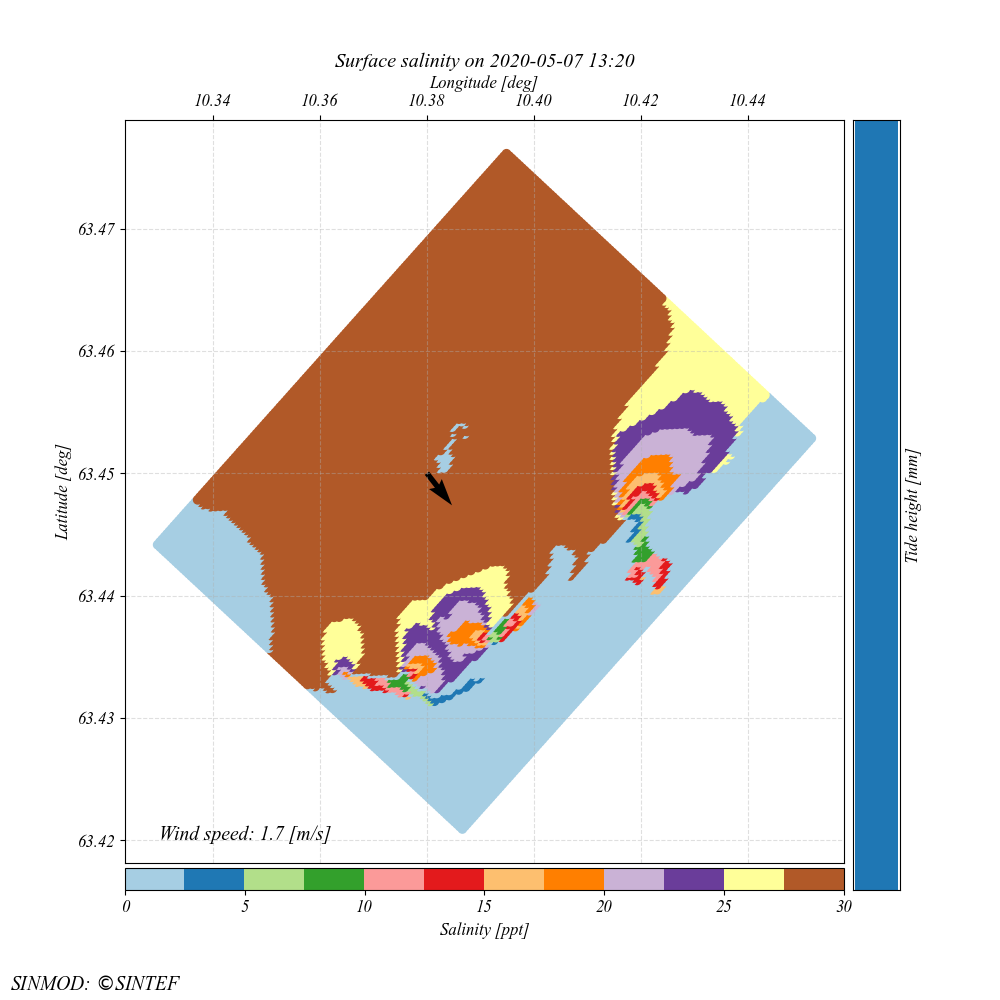 Surface salinity on 2020-05-07 13:20
Longitude [deg]
10.34 10.36 10.38 10.40 10.42 10.44
63.47
63.46
63.45
63.44
63.43
63.42
Latitude [deg]
Tide height [mm]
Wind speed: 1.7 [m/s]
0 5 10 15 20 25 30
Salinity [ppt]
SINMOD: ©SINTEF